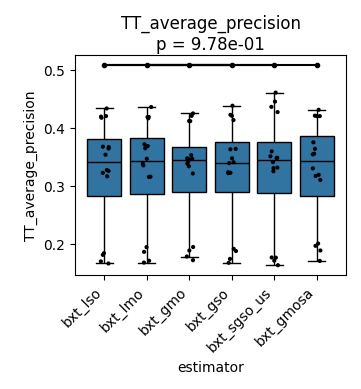 TT_average_precision
p = 9.78e-01
TT_average_precision
0.5
0.4
0.3
0.2
bxt_lso
bxt_lmo
bxt_gmo
bxt_gso
bxt_sgso_us
bxt_gmosa
estimator